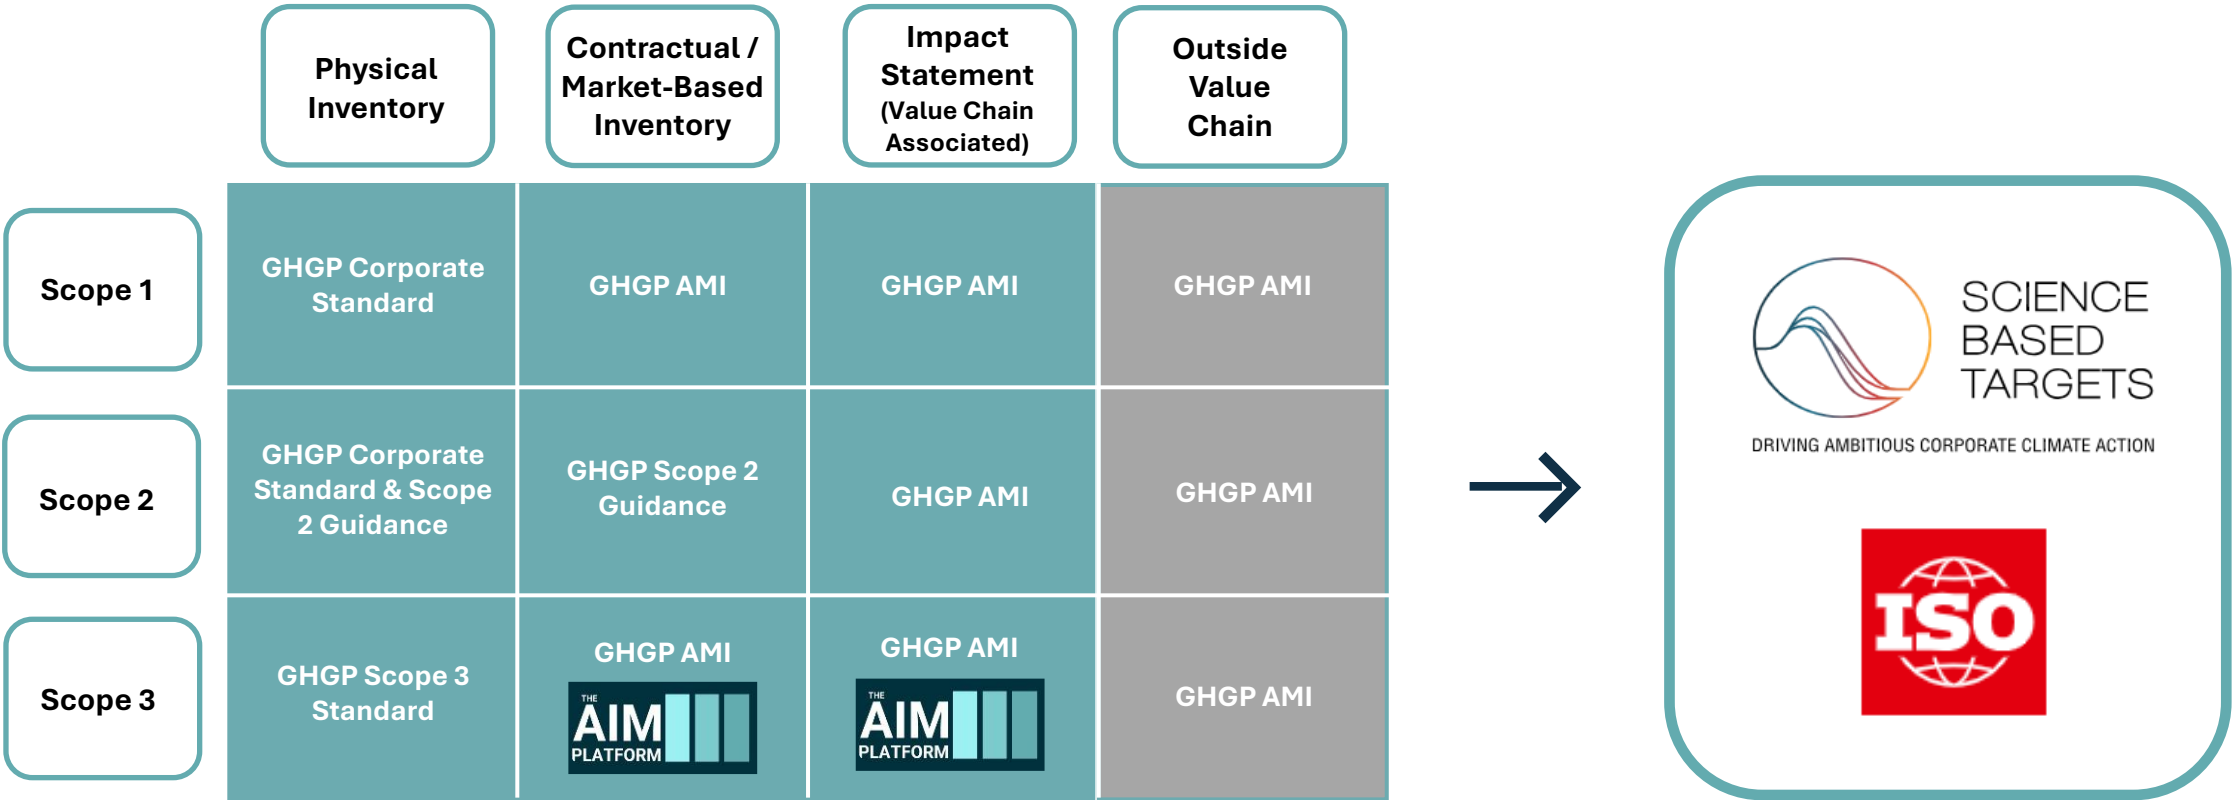 Physical
Inventory
Contractual /
Market-Based
Inventory
Impact
Statement
(Value Chain
Associated)
Outside
Value
Chain
Scope 1
GHGP Corporate
Standard
GHGP AMI
GHGP AMI
GHGP AMI
Scope 2
GHGP Corporate
Standard & Scope
2 Guidance
GHGP Scope 2
Guidance
GHGP AMI
GHGP AMI
Scope 3
GHGP Scope 3
Standard
GHGP AMI
THE
AIM
PLATFORM
GHGP AMI
THE
AIM
PLATFORM
GHGP AMI
SCIENCE
BASED
TARGETS
DRIVING AMBITIOUS CORPORATE CLIMATE ACTION
ISO